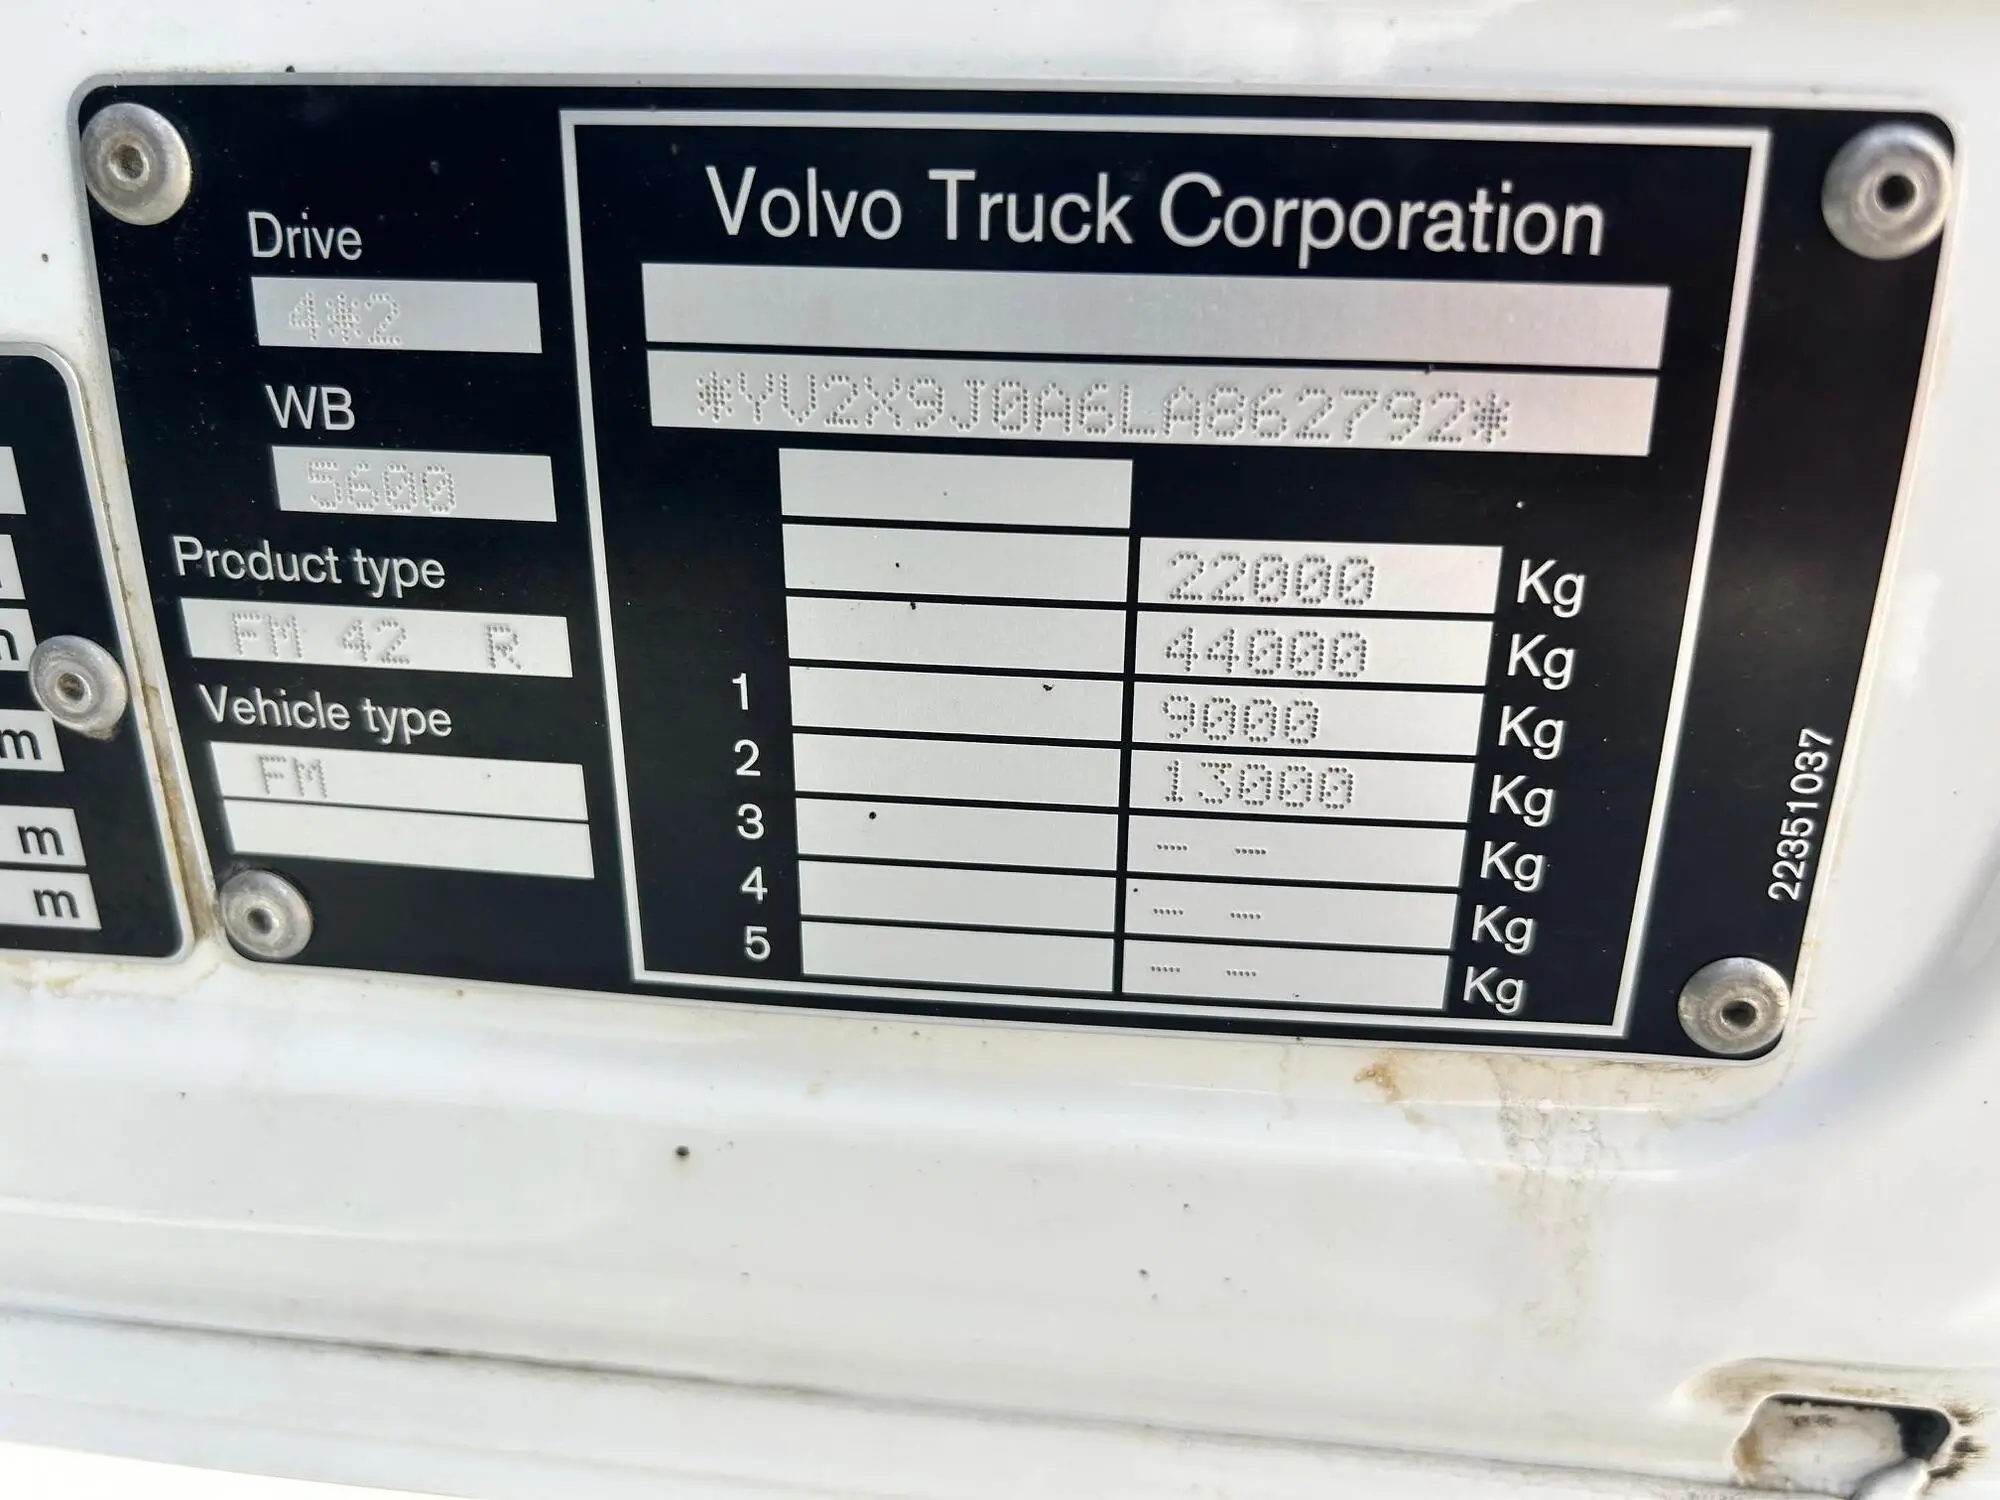 Volvo Truck Corporation
Drive
4*2
*YV2X9J0A6LA862792*
WB
5600
Product type
FM 42 R
Vehicle type
FM
22000 Kg
44000 Kg
1 9000 Kg
2 13000 Kg
3 -- -- Kg
4 -- -- Kg
5 -- -- Kg
22351037
m
m
m